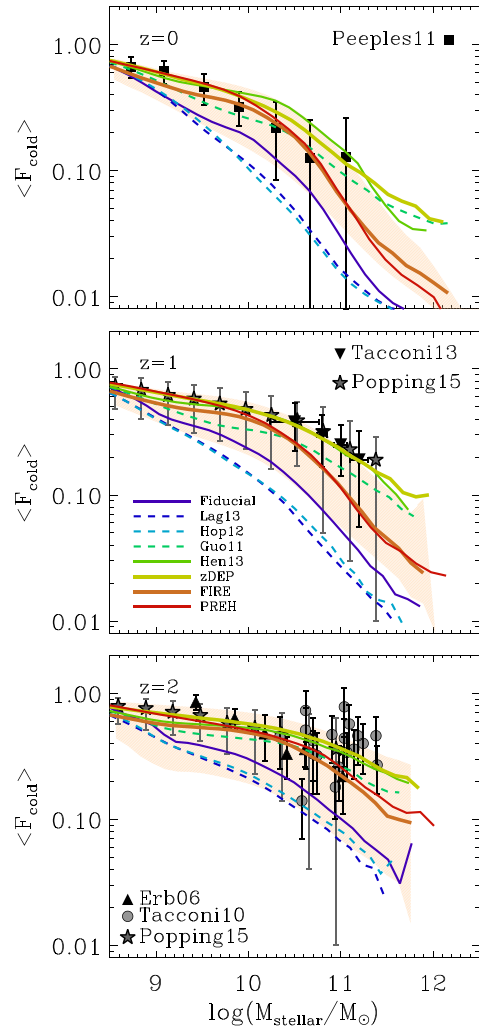 z=0
Peeples11
1.00
0.10
0.01
<F_cold>
z=1
Tacconi13
Popping15
1.00
0.10
0.01
<F_cold>
Fiducial
Lag13
Hop12
Guo11
Hen13
zDEP
FIRE
PREH
z=2
1.00
0.10
0.01
<F_cold>
Erb06
Tacconi10
Popping15
9 10 11 12
log(M_stellar/M_⊙)